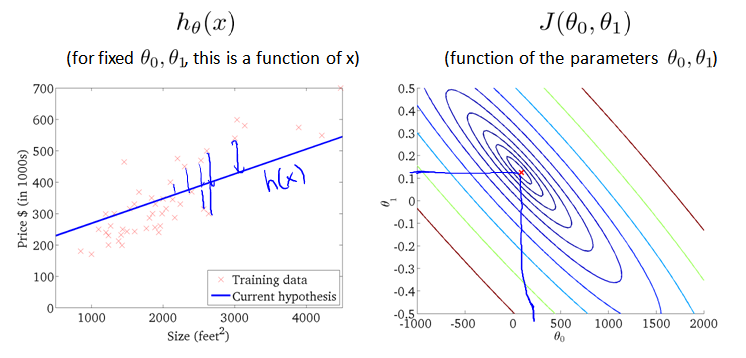 hθ(x)
(for fixed θ₀, θ₁, this is a function of x)
700
600
500
400
300
200
100
0
Price $ (in 1000s)
1000
2000
3000
4000
Size (feet²)
h(x)
Training data
Current hypothesis
J(θ₀, θ₁)
(function of the parameters θ₀, θ₁)
0.5
0.4
0.3
0.2
0.1
0
-0.1
-0.2
-0.3
-0.4
-0.5
θ₁
-1000
-500
0
500
1000
1500
2000
θ₀